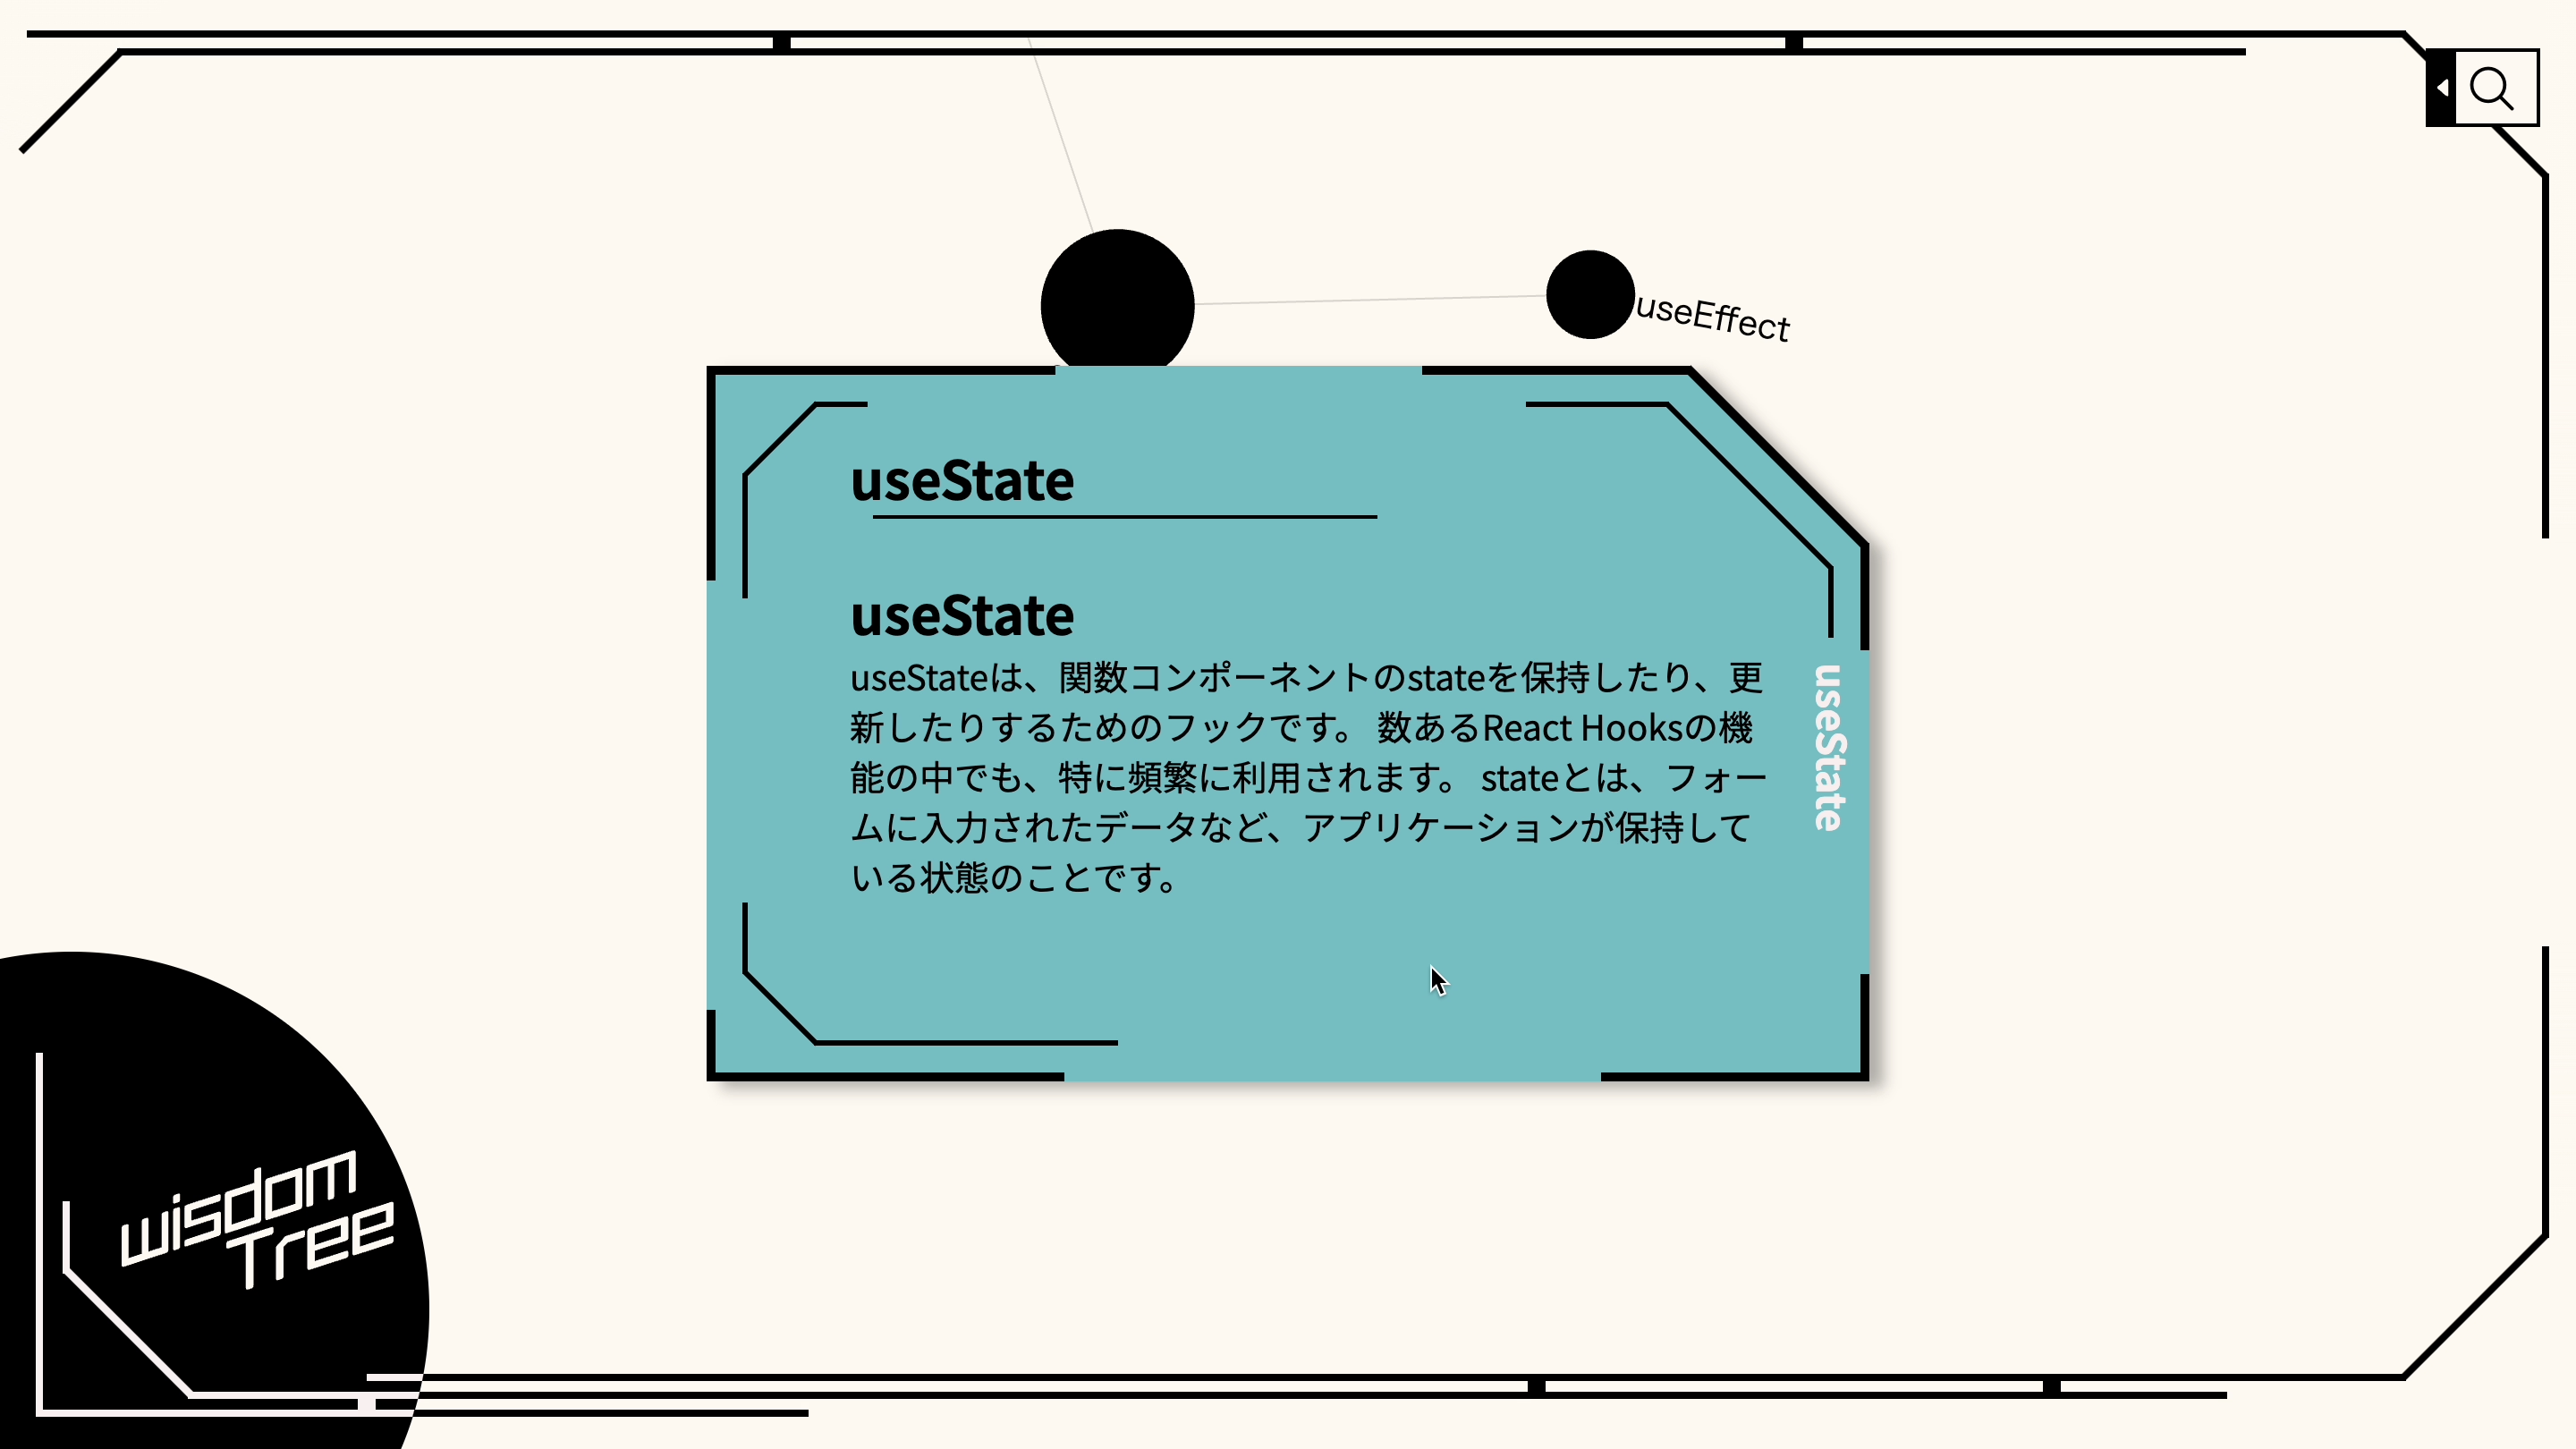 useEffect
useState
useState
useStateは、関数コンポーネントのstateを保持したり、更
新したりするためのフックです。 数あるReact Hooksの機
能の中でも、特に頻繁に利用されます。 stateとは、フォー
ムに入力されたデータなど、アプリケーションが保持して
いる状態のことです。
useState
wisdom
Tree